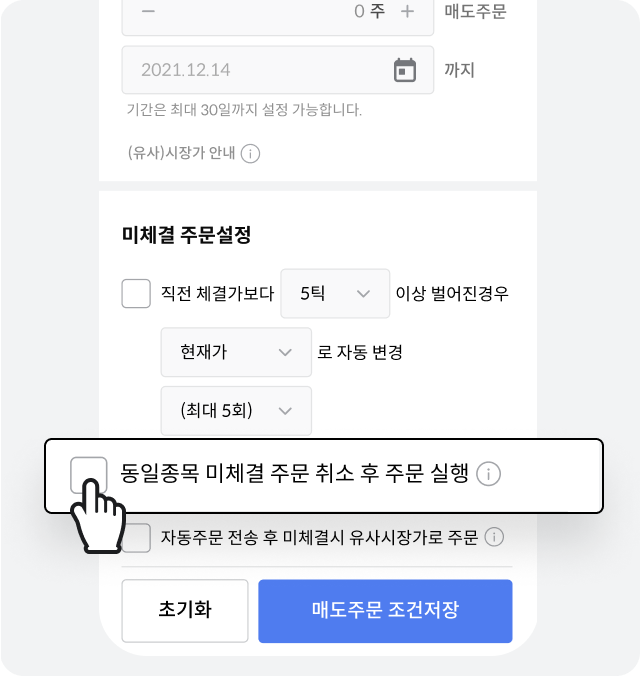 0 주 매도주문
2021.12.14 까지
기간은 최대 30일까지 설정 가능합니다.
(유사)시장가 안내
미체결 주문설정
직전 체결가보다 5틱 이상 벌어진경우
현재가 로 자동 변경
(최대 5회)
동일종목 미체결 주문 취소 후 주문 실행
자동주문 전송 후 미체결시 유사시장가로 주문
초기화 매도주문 조건저장